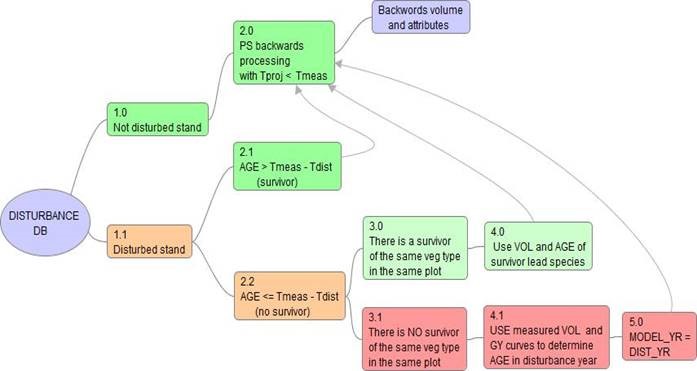 Backwords volume
and attributes
2.0
PS backwards
processing
with Tproj < Tmeas
1.0
Not disturbed stand
2.1
AGE > Tmeas - Tdist
(survivor)
DISTURBANCE
DB
1.1
Disturbed stand
2.2
AGE <= Tmeas - Tdist
(no survivor)
3.0
There is a survivor
of the same veg type
in the same plot
4.0
Use VOL and AGE of
survivor lead species
3.1
There is NO survivor
of the same veg type
in the same plot
4.1
USE measured VOL and
GY curves to determine
AGE in disturbance year
5.0
MODEL_YR =
DIST_YR